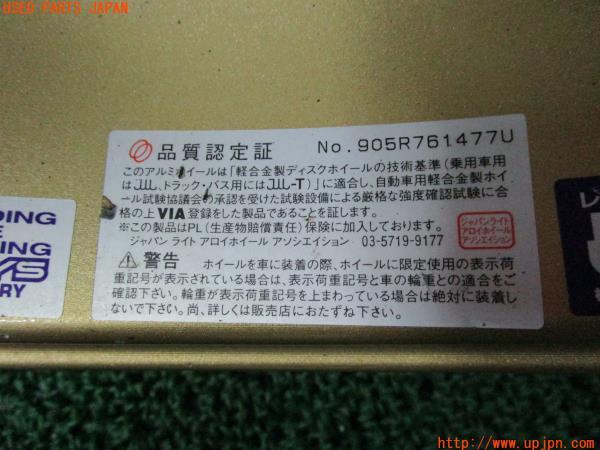 3UPJ
USED PARTS JAPAN
品質認定証 No.905R761477U
このアルミホイールは「軽合金製ディスクホイールの技術基準(乗用車用
はJWL,トラック・バス用にはJWL-T)」に適合し、自動車用軽合金製ホイ
ール試験協議会の承認を受けた試験設備による厳格な強度確認試験に合
格の上VIA登録をした製品であることを証します。
※この製品はPL(生産物賠償責任)保険に加入しております。
ジャパン ライト アロイホイール アソシエイション 03-5719-9177
ジャパンライト
アロイホイール
アソシエイション
⚠警告 ホイールを車に装着の際、ホイールに限定使用の表示荷
重記号が表示されている場合は、表示荷重記号と車の輪重との適合をご
確認下さい。輪重が表示荷重記号を上まわっている場合は絶対に装着し
ないで下さい。尚、詳しくは販売店におたずね下さい。
DING
E
ING
YS
RY
レ
http://www.upjpn.com/